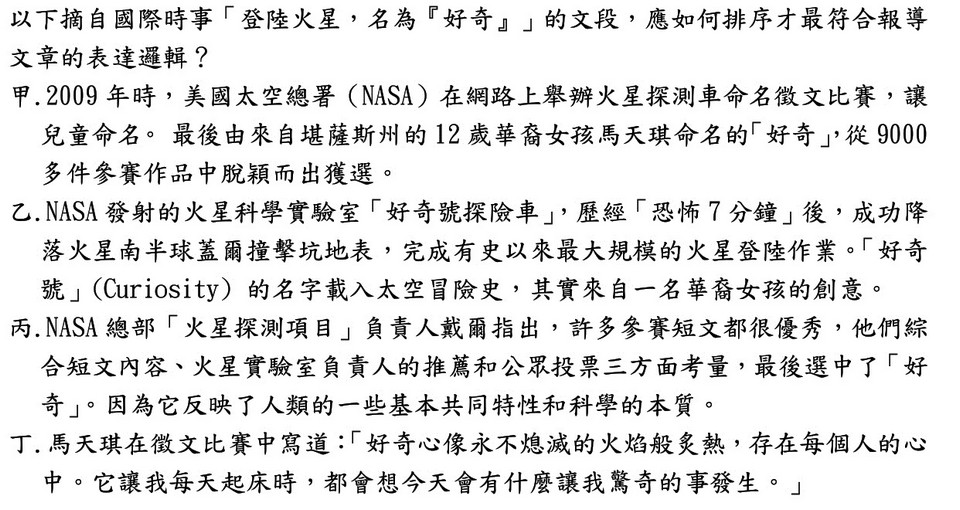 以下摘自國際時事「登陸火星，名為『好奇』」的文段，應如何排序才最符合報導
文章的表達邏輯？
甲.2009 年時，美國太空總署（NASA）在網路上舉辦火星探測車命名徵文比賽，讓
兒童命名。 最後由來自堪薩斯州的 12 歲華裔女孩馬天琪命名的「好奇」，從 9000
多件參賽作品中脫穎而出獲選。
乙.NASA 發射的火星科學實驗室「好奇號探險車」，歷經「恐怖 7 分鐘」後，成功降
落火星南半球蓋爾撞擊坑地表，完成有史以來最大規模的火星登陸作業。「好奇
號」(Curiosity) 的名字載入太空冒險史，其實來自一名華裔女孩的創意。
丙.NASA 總部「火星探測項目」負責人戴爾指出，許多參賽短文都很優秀，他們綜
合短文內容、火星實驗室負責人的推薦和公眾投票三方面考量，最後選中了「好
奇」。因為它反映了人類的一些基本共同特性和科學的本質。
丁.馬天琪在徵文比賽中寫道：「好奇心像永不熄滅的火焰般炙熱，存在每個人的心
中。它讓我每天起床時，都會想今天會有什麼讓我驚奇的事發生。」